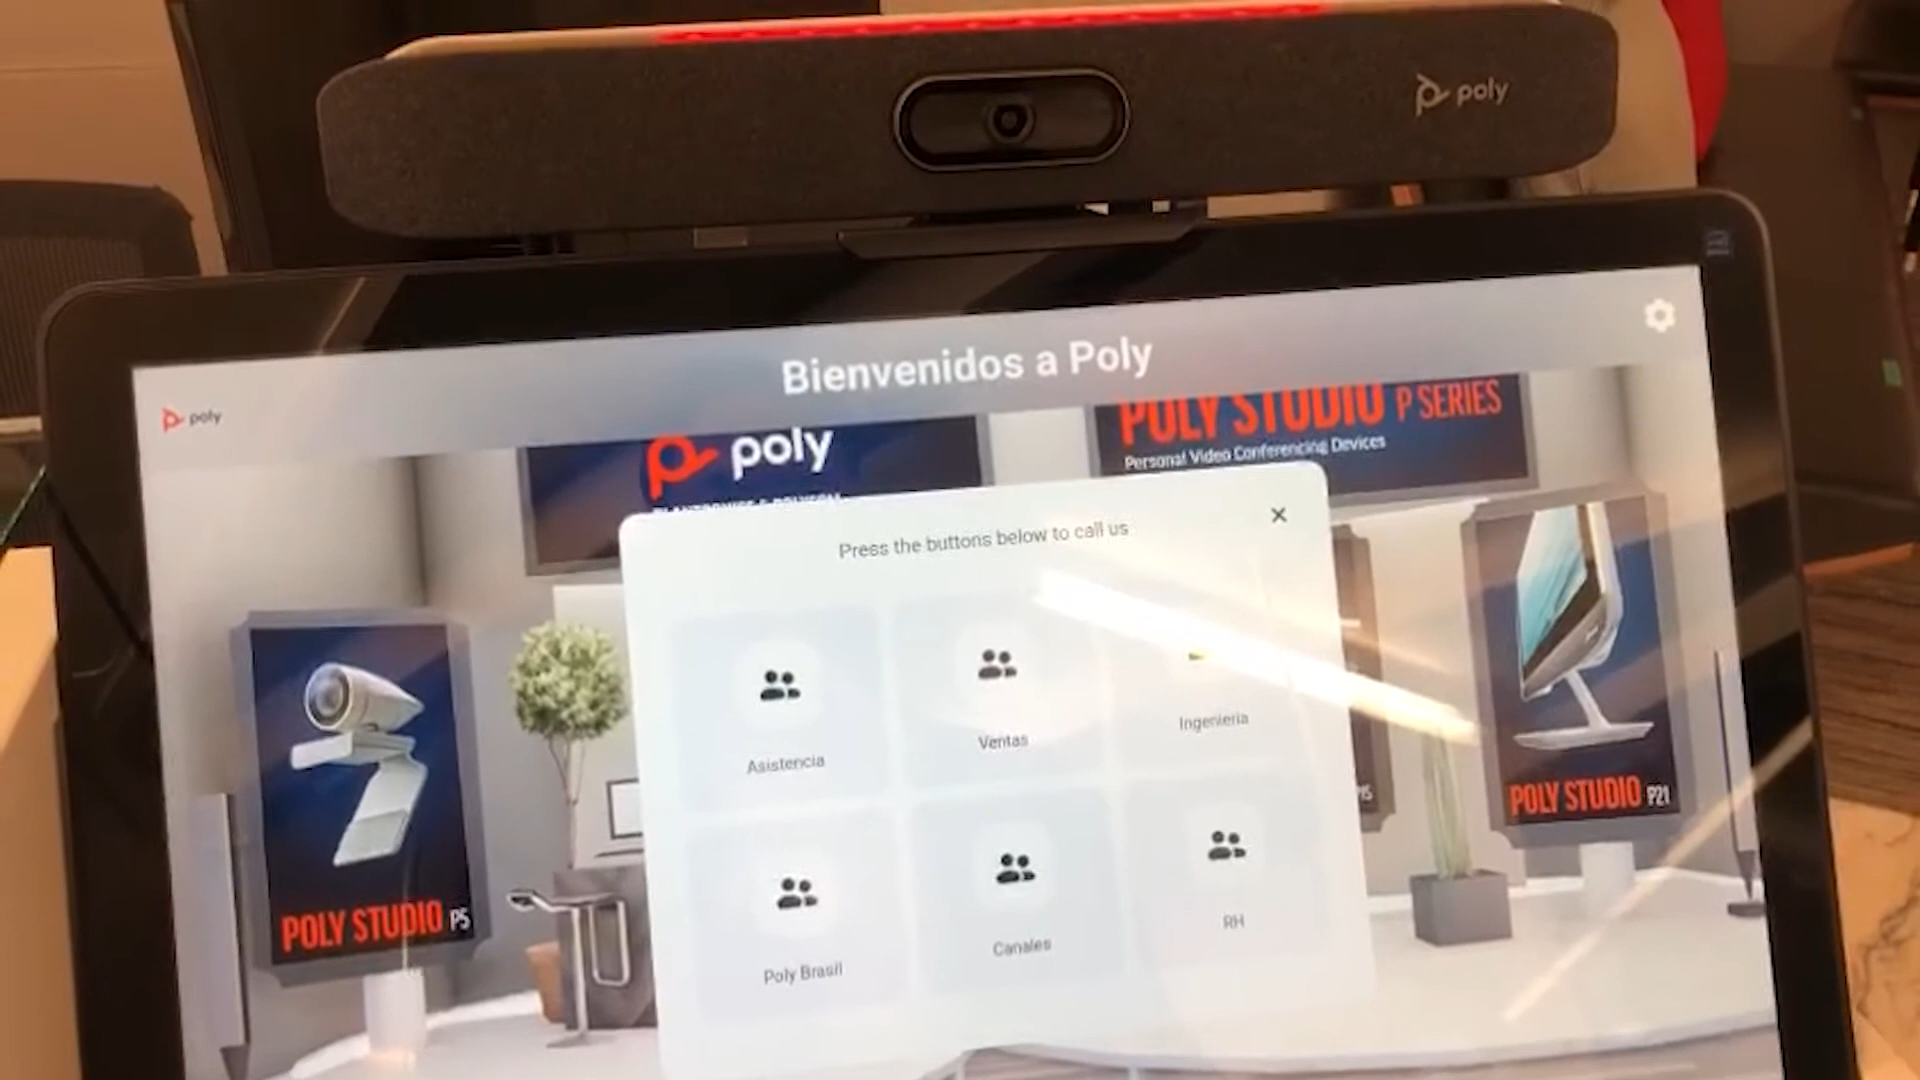 poly
Bienvenidos a Poly
poly
poly
POLY STUDIO P SERIES
Personal Video Conferencing Devices
Press the buttons below to call us
Asistencia
Ventas
Ingenieria
Poly Brasil
Canales
RH
POLY STUDIO P5
POLY STUDIO P21